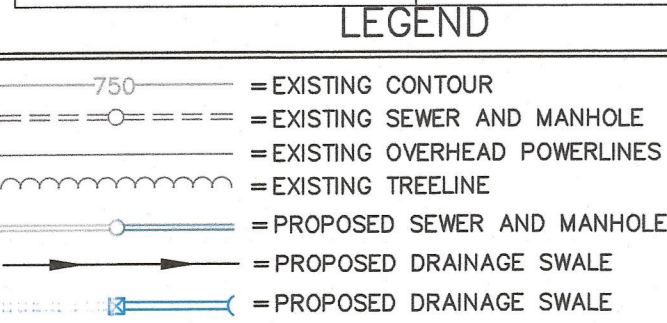 LEGEND
750 = EXISTING CONTOUR
= EXISTING SEWER AND MANHOLE
= EXISTING OVERHEAD POWERLINES
= EXISTING TREELINE
= PROPOSED SEWER AND MANHOLE
= PROPOSED DRAINAGE SWALE
= PROPOSED DRAINAGE SWALE